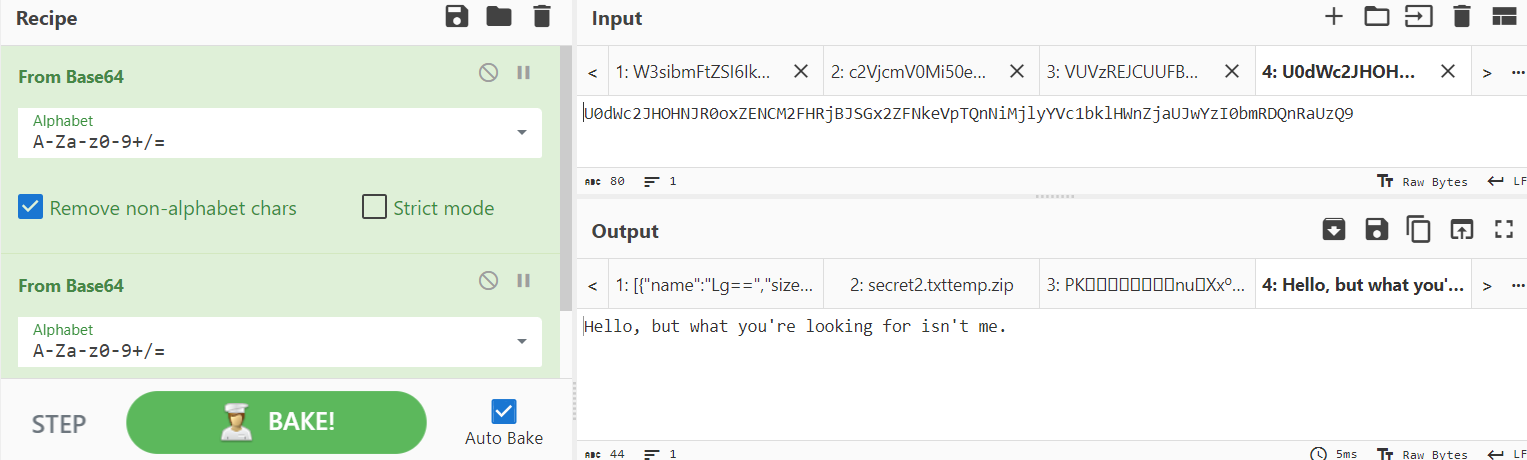 Recipe
From Base64
Alphabet
A-Za-z0-9+/=
Remove non-alphabet chars
Strict mode
From Base64
Alphabet
A-Za-z0-9+/=
STEP
BAKE!
Auto Bake
Input
< 1: W3sibmFtZSI6Ik... 2: c2VjcmV0Mi50e... 3: VUVzREJCUUFB... 4: U0dWc2JHOH... > ...
U0dWc2JHOHNJR0oxZENCM2FHRjBJSGx2ZFNkeVpTQnNiMjlyYVc1bklHWnZjaUJwYzI0bmRDQnRaUzQ9
ABC 80 1 Raw Bytes LF
Output
< 1: [{"name":"Lg==","size... 2: secret2.txttemp.zip 3: PK□□□□□□□□nu□Xxº... 4: Hello, but what you'... > ...
Hello, but what you're looking for isn't me.
ABC 44 1 5ms Raw Bytes LF